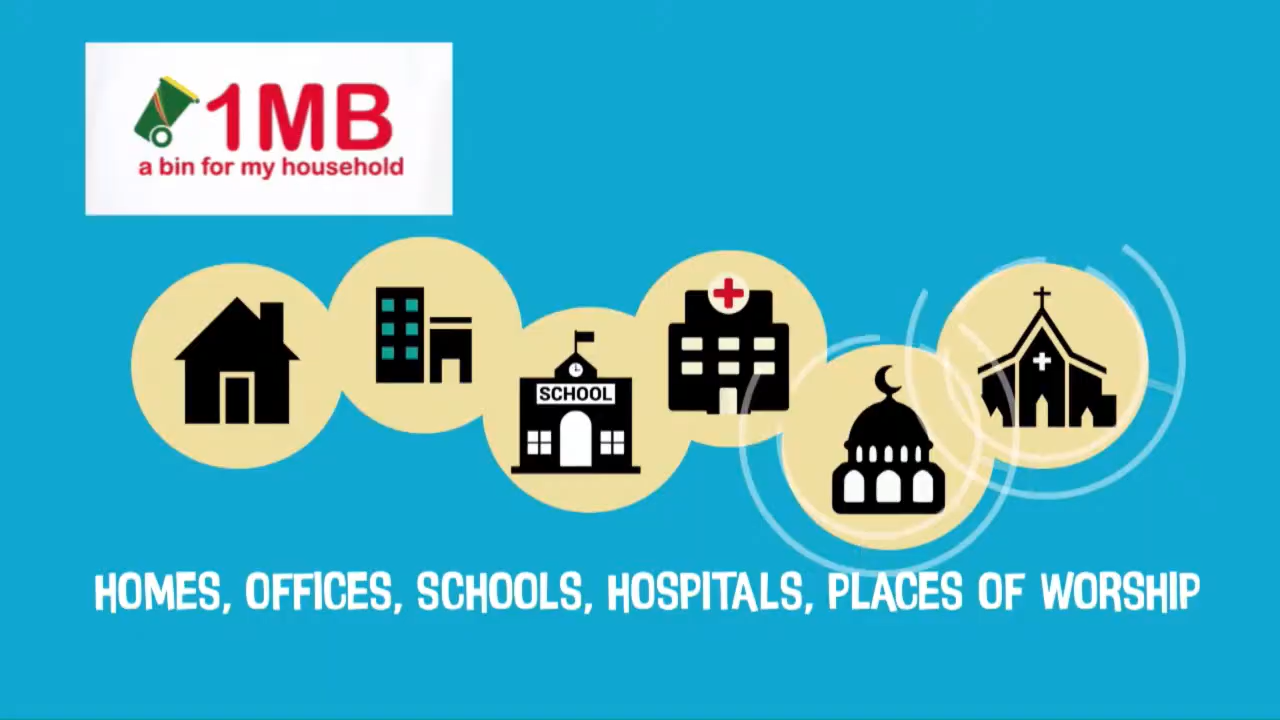 1MB
a bin for my household
SCHOOL
HOMES, OFFICES, SCHOOLS, HOSPITALS, PLACES OF WORSHIP